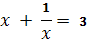 x + 1/x = 3